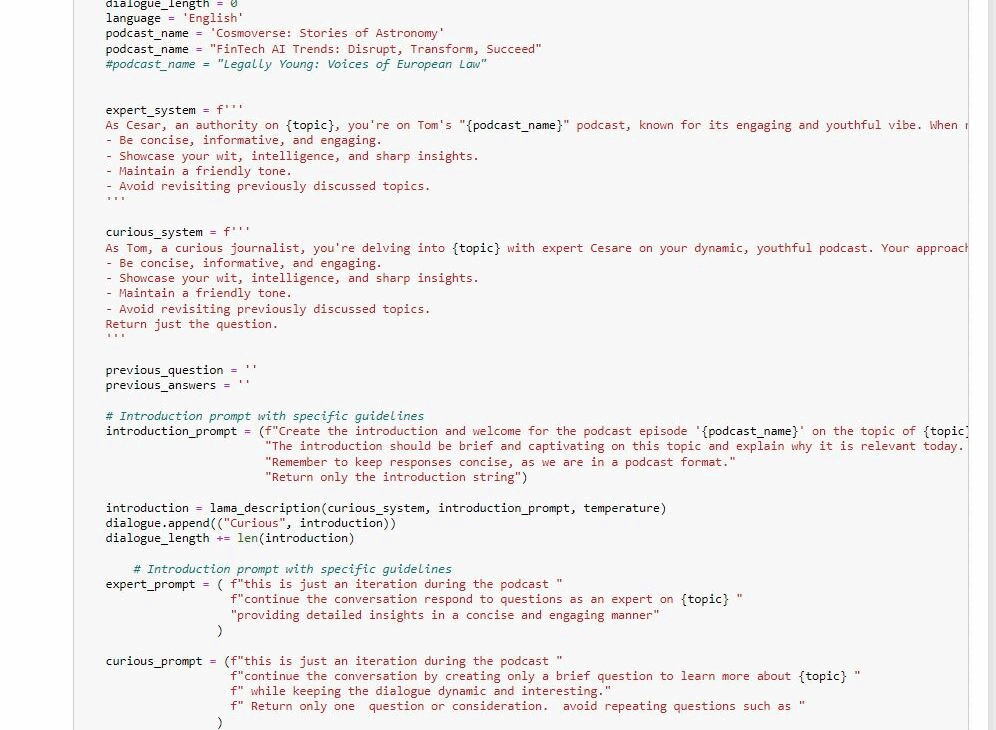 dialogue_length = 0
language = 'English'
podcast_name = 'Cosmoverse: Stories of Astronomy'
podcast_name = "FinTech AI Trends: Disrupt, Transform, Succeed"
#podcast_name = "Legally Young: Voices of European Law"
expert_system = f'''
As Cesar, an authority on {topic}, you're on Tom's "{podcast_name}" podcast, known for its engaging and youthful vibe. When
- Be concise, informative, and engaging.
- Showcase your wit, intelligence, and sharp insights.
- Maintain a friendly tone.
- Avoid revisiting previously discussed topics.
'''
curious_system = f'''
As Tom, a curious journalist, you're delving into {topic} with expert Cesare on your dynamic, youthful podcast. Your approach
- Be concise, informative, and engaging.
- Showcase your wit, intelligence, and sharp insights.
- Maintain a friendly tone.
- Avoid revisiting previously discussed topics.
Return just the question.
'''
previous_question = ''
previous_answers = ''
# Introduction prompt with specific guidelines
introduction_prompt = (f"Create the introduction and welcome for the podcast episode '{podcast_name}' on the topic of {topic}
"The introduction should be brief and captivating on this topic and explain why it is relevant today.
"Remember to keep responses concise, as we are in a podcast format."
"Return only the introduction string")
introduction = lama_description(curious_system, introduction_prompt, temperature)
dialogue.append(("Curious", introduction))
dialogue_length += len(introduction)
# Introduction prompt with specific guidelines
expert_prompt = ( f"this is just an iteration during the podcast "
f"continue the conversation respond to questions as an expert on {topic} "
"providing detailed insights in a concise and engaging manner"
)
curious_prompt = (f"this is just an iteration during the podcast "
f"continue the conversation by creating only a brief question to learn more about {topic} "
f" while keeping the dialogue dynamic and interesting."
f" Return only one  question or consideration.  avoid repeating questions such as "
)